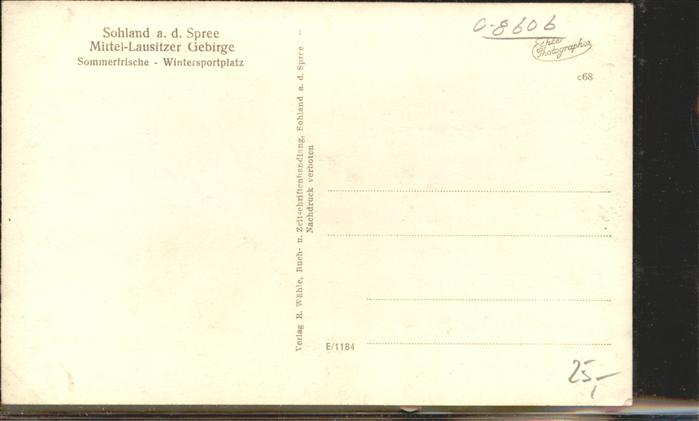 Sohland a. d. Spree
Mittel-Lausitzer Gebirge
Sommerfrische - Wintersportplatz
O-8606
Echte
Photographie
c68
Verlag R. Wähle, Buch- u. Zeitschriftenhandlung, Sohland a. d. Spree -
Nachdruck verboten
E/1184
25,-